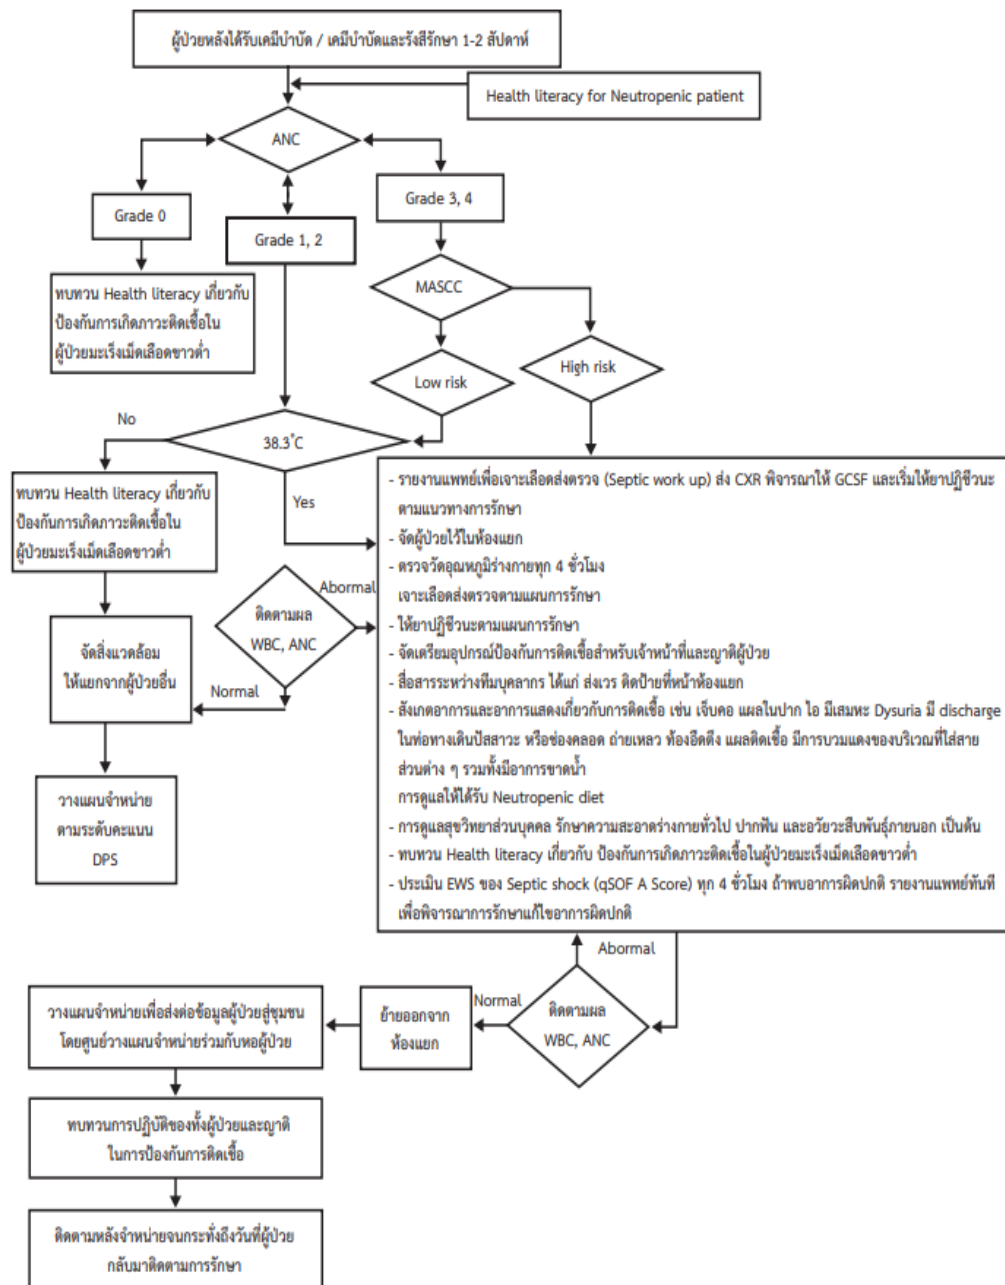 ผู้ป่วยหลังได้รับเคมีบำบัด / เคมีบำบัดและรังสีรักษา 1-2 สัปดาห์
Health literacy for Neutropenic patient
ANC
Grade 0
Grade 1, 2
Grade 3, 4
ทบทวน Health literacy เกี่ยวกับ
ป้องกันการเกิดภาวะติดเชื้อใน
ผู้ป่วยมะเร็งเม็ดเลือดขาวต่ำ
MASCC
Low risk
High risk
No
38.3°C
Yes
ทบทวน Health literacy เกี่ยวกับ
ป้องกันการเกิดภาวะติดเชื้อใน
ผู้ป่วยมะเร็งเม็ดเลือดขาวต่ำ
- รายงานแพทย์เพื่อเจาะเลือดส่งตรวจ (Septic work up) ส่ง CXR พิจารณาให้ GCSF และเริ่มให้ยาปฏิชีวนะ
ตามแนวทางการรักษา
- จัดผู้ป่วยไว้ในห้องแยก
- ตรวจวัดอุณหภูมิร่างกายทุก 4 ชั่วโมง
เจาะเลือดส่งตรวจตามแผนการรักษา
- ให้ยาปฏิชีวนะตามแผนการรักษา
- จัดเตรียมอุปกรณ์ป้องกันการติดเชื้อสำหรับเจ้าหน้าที่และญาติผู้ป่วย
- สื่อสารระหว่างทีมบุคลากร ได้แก่ ส่งเวร ติดป้ายที่หน้าห้องแยก
- สังเกตอาการและอาการแสดงเกี่ยวกับการติดเชื้อ เช่น เจ็บคอ แผลในปาก ไอ มีเสมหะ Dysuria มี discharge
ในท่อทางเดินปัสสาวะ หรือช่องคลอด ถ่ายเหลว ท้องอืดตึง แผลติดเชื้อ มีการบวมแดงของบริเวณที่ใส่สาย
ส่วนต่าง ๆ รวมทั้งมีอาการขาดน้ำ
การดูแลให้ได้รับ Neutropenic diet
- การดูแลสุขวิทยาส่วนบุคคล รักษาความสะอาดร่างกายทั่วไป ปากฟัน และอวัยวะสืบพันธุ์ภายนอก เป็นต้น
- ทบทวน Health literacy เกี่ยวกับ ป้องกันการเกิดภาวะติดเชื้อในผู้ป่วยมะเร็งเม็ดเลือดขาวต่ำ
- ประเมิน EWS ของ Septic shock (qSOF A Score) ทุก 4 ชั่วโมง ถ้าพบอาการผิดปกติ รายงานแพทย์ทันที
เพื่อพิจารณาการรักษาแก้ไขอาการผิดปกติ
Abormal
ติดตามผล
WBC, ANC
Normal
จัดสิ่งแวดล้อม
ให้แยกจากผู้ป่วยอื่น
วางแผนจำหน่าย
ตามระดับคะแนน
DPS
Abormal
ติดตามผล
WBC, ANC
Normal
ย้ายออกจาก
ห้องแยก
วางแผนจำหน่ายเพื่อส่งต่อข้อมูลผู้ป่วยสู่ชุมชน
โดยศูนย์วางแผนจำหน่ายร่วมกับหอผู้ป่วย
ทบทวนการปฏิบัติของทั้งผู้ป่วยและญาติ
ในการป้องกันการติดเชื้อ
ติดตามหลังจำหน่ายจนกระทั่งถึงวันที่ผู้ป่วย
กลับมาติดตามการรักษา